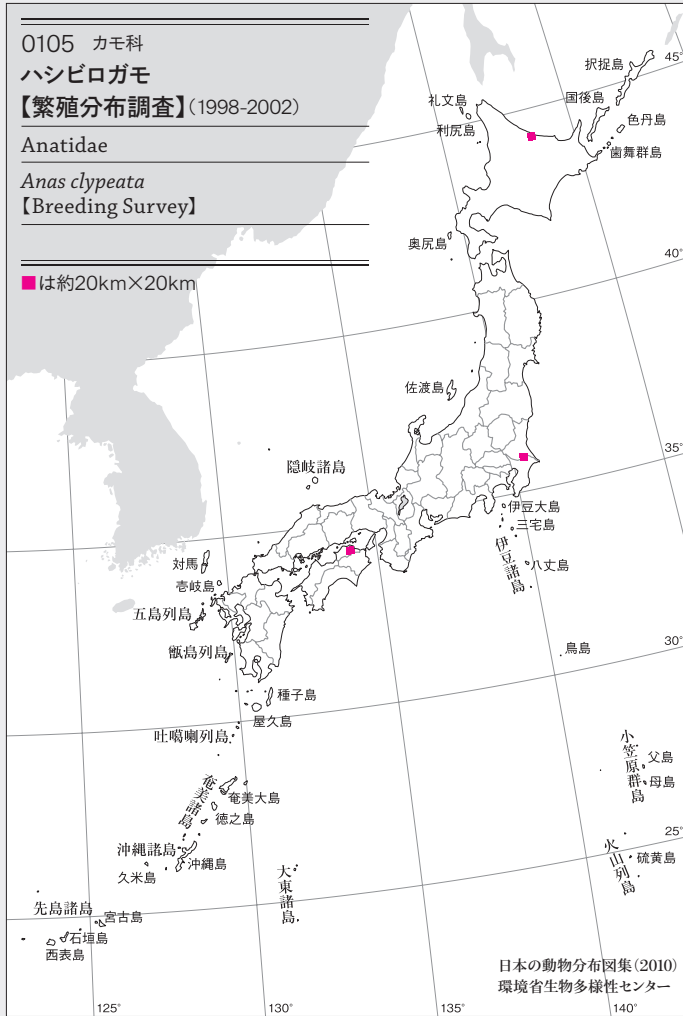 0105 カモ科
ハシビロガモ
【繁殖分布調査】(1998-2002)
Anatidae
Anas clypeata
【Breeding Survey】
■は約20km×20km
択捉島
45°
国後島
礼文島
色丹島
利尻島
歯舞群島
奥尻島
40°
佐渡島
35°
隠岐諸島
伊豆大島
三宅島
伊豆諸島
八丈島
対馬
壱岐島
五島列島
甑島列島
鳥島
30°
種子島
屋久島
吐噶喇列島
小笠原群島
父島
母島
奄美諸島
奄美大島
徳之島
25°
沖縄諸島
沖縄島
久米島
火山列島
硫黄島
大東諸島
先島諸島
宮古島
石垣島
西表島
日本の動物分布図集(2010)
環境省生物多様性センター
125°
130°
135°
140°